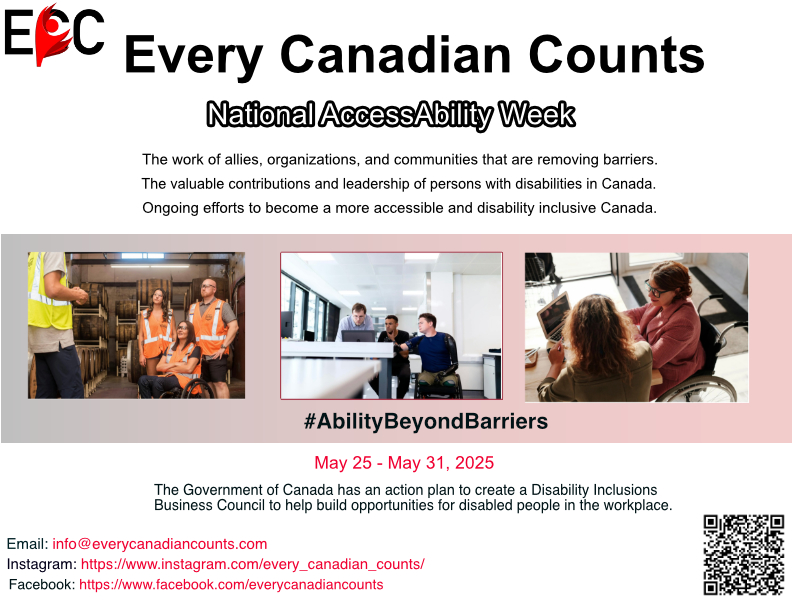 ECC
Every Canadian Counts
National AccessAbility Week
The work of allies, organizations, and communities that are removing barriers.
The valuable contributions and leadership of persons with disabilities in Canada.
Ongoing efforts to become a more accessible and disability inclusive Canada.
#AbilityBeyondBarriers
May 25 - May 31, 2025
The Government of Canada has an action plan to create a Disability Inclusions
Business Council to help build opportunities for disabled people in the workplace.
Email: info@everycanadiancounts.com
Instagram: https://www.instagram.com/every_canadian_counts/
Facebook: https://www.facebook.com/everycanadiancounts